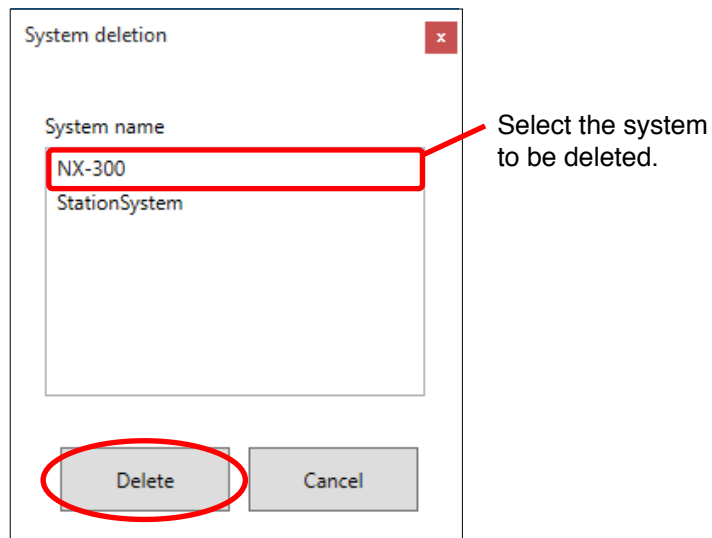 System deletion
x
System name
NX-300
StationSystem
Select the system
to be deleted.
Delete
Cancel